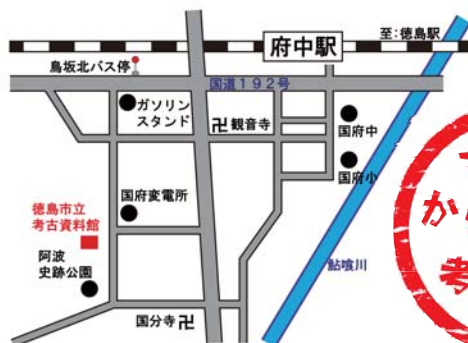 至:徳島駅
府中駅
鳥坂北バス停
国道192号
ガソリン
スタンド
卍観音寺
国府中
国府小
国府変電所
徳島市立
考古資料館
阿波
史跡公園
鮎喰川
国分寺卍
か
考